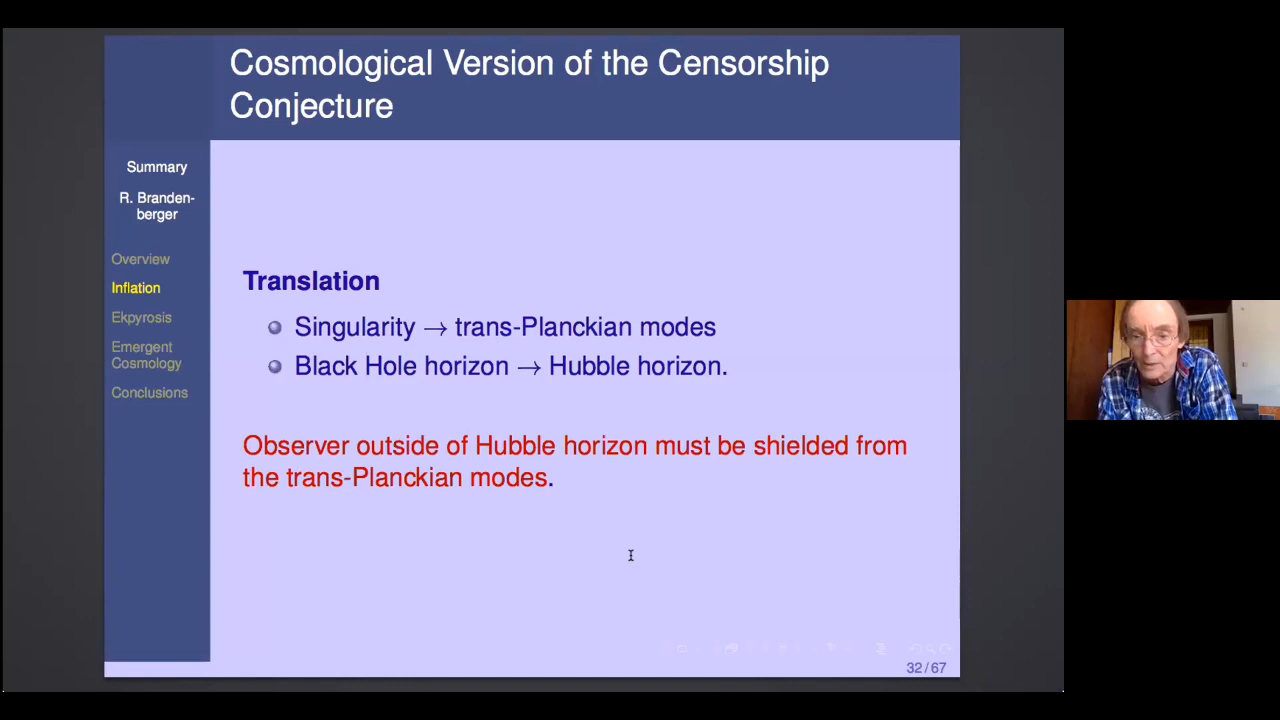 Cosmological Version of the Censorship
Conjecture
Summary
R. Branden-
berger
Overview
Inflation
Ekpyrosis
Emergent
Cosmology
Conclusions
Translation
Singularity → trans-Planckian modes
Black Hole horizon → Hubble horizon.
Observer outside of Hubble horizon must be shielded from
the trans-Planckian modes.
32/67